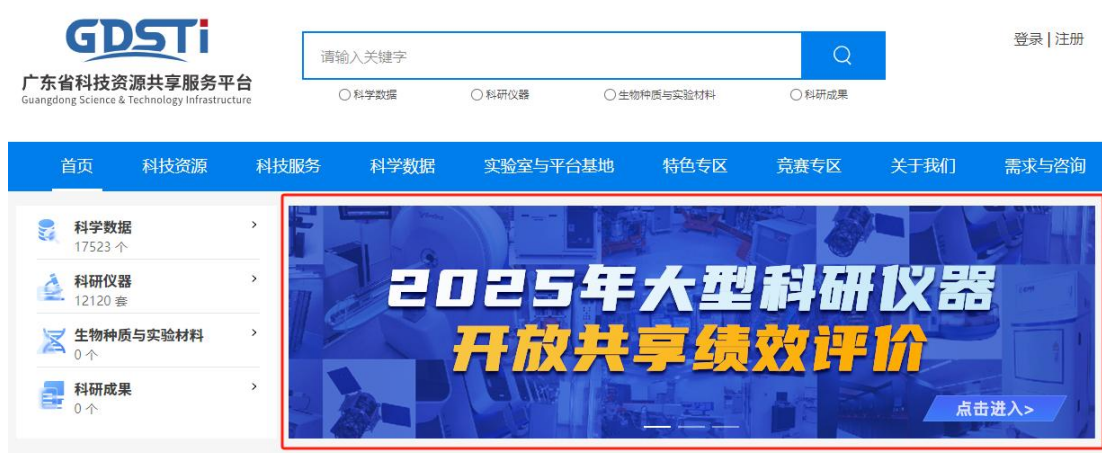 GDSTi
广东省科技资源共享服务平台
Guangdong Science & Technology Infrastructure
请输入关键字
登录 | 注册
科学数据 科研仪器 生物种质与实验材料 科研成果
首页 科技资源 科技服务 科学数据 实验室与平台基地 特色专区 竞赛专区 关于我们 需求与咨询
科学数据 >
17523 个
科研仪器 >
12120 套
生物种质与实验材料 >
0 个
科研成果 >
0 个
2025年大型科研仪器
开放共享绩效评价
点击进入>